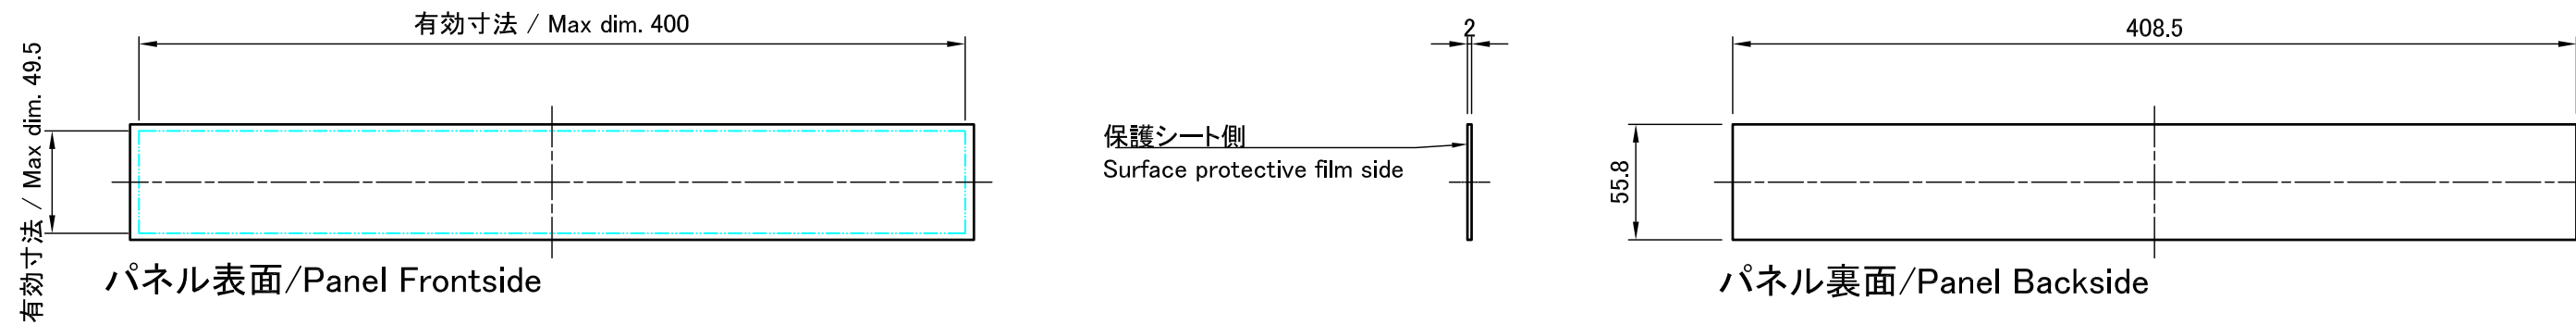 有効寸法 / Max dim. 400
有効寸法 / Max dim. 49.5
パネル表面/Panel Frontside
2
保護シート側
Surface protective film side
408.5
55.8
パネル裏面/Panel Backside